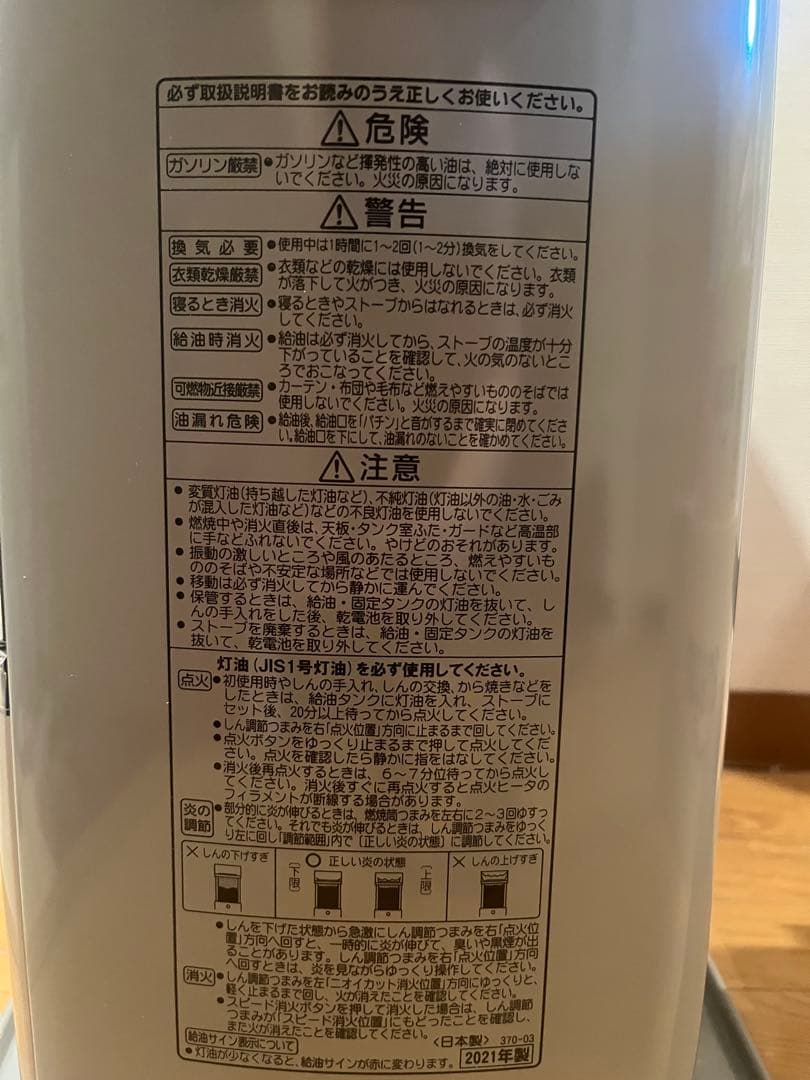 必ず取扱説明書をお読みのうえ正しくお使いください。
⚠危険
ガソリン厳禁 ●ガソリンなど揮発性の高い油は、絶対に使用しな
いでください。火災の原因になります。
⚠警告
換気必要 ●使用中は1時間に1〜2回(1〜2分)換気をしてください。
衣類乾燥厳禁 ●衣類などの乾燥には使用しないでください。衣類
が落下して火がつき、火災の原因になります。
寝るとき消火 ●寝るときやストーブからはなれるときは、必ず消火
してください。
給油時消火 ●給油は必ず消火してから、ストーブの温度が十分
下がっていることを確認して、火の気のないとこ
ろでおこなってください。
可燃物近接厳禁 ●カーテン・布団や毛布など燃えやすいもののそばでは
使用しないでください。火災の原因になります。
油漏れ危険 ●給油後、給油口を「パチン」と音がするまで確実に閉めてくださ
い。給油口を下にして、油漏れのないことを確かめてください。
⚠注意
●変質灯油(持ち越した灯油など)、不純灯油(灯油以外の油・水・ごみ
が混入した灯油など)などの不良灯油を使用しないでください。
●燃焼中や消火直後は、天板・タンク室ふた・ガードなど高温部
に手などふれないでください。やけどのおそれがあります。
●振動の激しいところや風のあたるところ、燃えやすいも
ののそばや不安定な場所などでは使用しないでください。
●移動は必ず消火してから静かに運んでください。
●保管するときは、給油・固定タンクの灯油を抜いて、し
んの手入れをした後、乾電池を取り外してください。
●ストーブを廃棄するときは、給油・固定タンクの灯油を
抜いて、乾電池を取り外してください。
灯油(JIS1号灯油)を必ず使用してください。
点火 ●初使用時やしんの手入れ、しんの交換、から焼きなどを
したときは、給油タンクに灯油を入れ、ストーブに
セット後、20分以上待ってから点火してください。
●しん調節つまみを右「点火位置」方向に止まるまで回してください。
●点火ボタンをゆっくり止まるまで押して点火してくだ
さい。点火を確認したら静かに指をはなしてください。
●消火後再点火するときは、6〜7分位待ってから点火し
てください。消火後すぐに再点火すると点火ヒータの
フィラメントが断線する場合があります。
炎の調節 ●部分的に炎が伸びるときは、燃焼筒つまみを左右に2〜3回ゆすっ
てください。それでも炎が伸びるときは、しん調節つまみをゆっく
り左に回し「調節範囲」内で〔正しい炎の状態〕に調節してください。
×しんの下げすぎ ○正しい炎の状態 ×しんの上げすぎ
〔下限〕 〔上限〕
●しんを下げた状態から急激にしん調節つまみを右「点火位
置」方向へ回すと、一時的に炎が伸びて、臭いや黒煙が出
ることがあります。しん調節つまみを右「点火位置」方向
へ回すときは、炎を見ながらゆっくり操作してください。
消火 ●しん調節つまみを左「ニオイカット消火位置」方向にゆっくりと、
軽く止まるまで回し、火が消えたことを確認してください。
●スピード消火ボタンを押して消火した場合は、しん調節
つまみが「スピード消火位置」にもどったことを確認し、
また火が消えたことを確認してください。
給油サイン表示について 〈日本製〉 370-03
●灯油が少なくなると、給油サインが赤に変わります。 2021年製